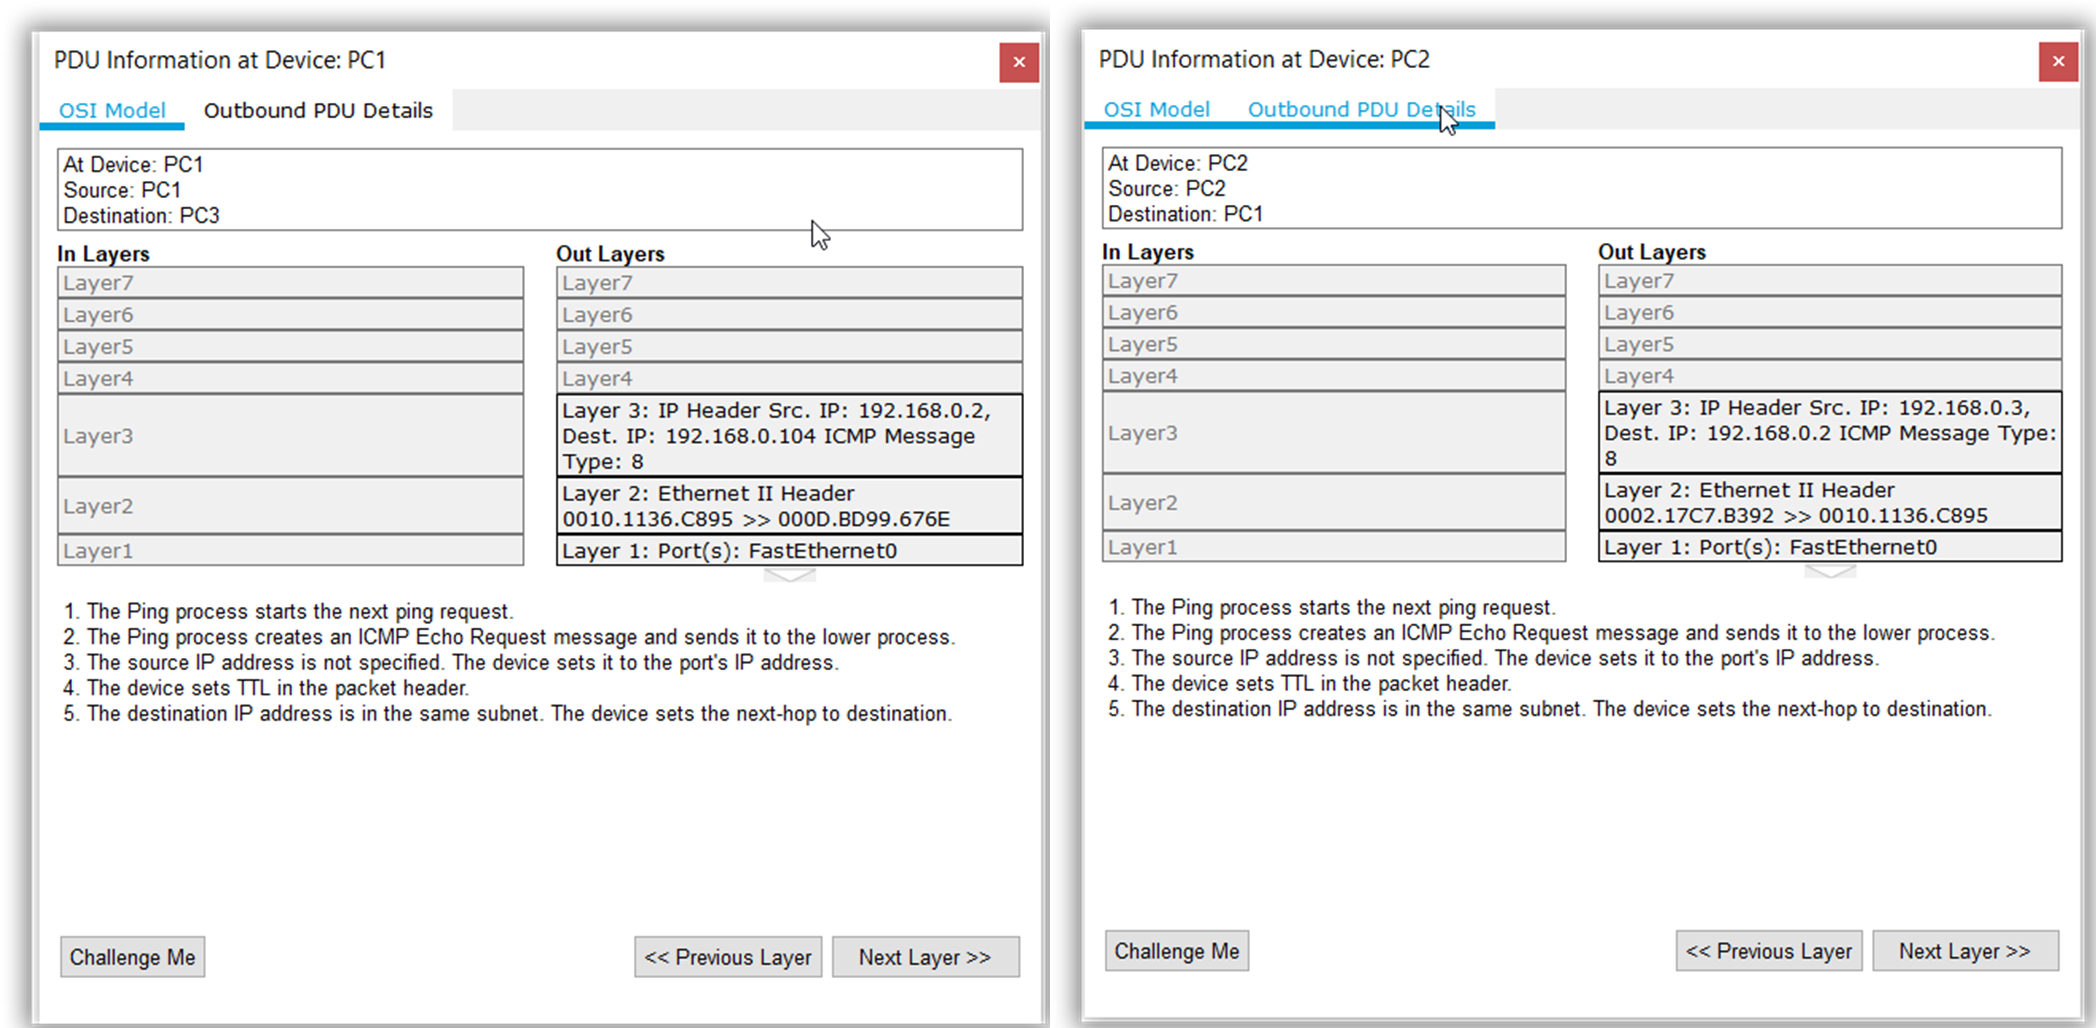 PDU Information at Device: PC1
OSI Model
Outbound PDU Details
At Device: PC1
Source: PC1
Destination: PC3
In Layers
Layer7
Layer6
Layer5
Layer4
Layer3
Layer2
Layer1
Out Layers
Layer7
Layer6
Layer5
Layer4
Layer 3: IP Header Src. IP: 192.168.0.2,
Dest. IP: 192.168.0.104 ICMP Message
Type: 8
Layer 2: Ethernet II Header
0010.1136.C895 >> 000D.BD99.676E
Layer 1: Port(s): FastEthernet0
1. The Ping process starts the next ping request.
2. The Ping process creates an ICMP Echo Request message and sends it to the lower process.
3. The source IP address is not specified. The device sets it to the port's IP address.
4. The device sets TTL in the packet header.
5. The destination IP address is in the same subnet. The device sets the next-hop to destination.
Challenge Me
<< Previous Layer
Next Layer >>
PDU Information at Device: PC2
OSI Model
Outbound PDU Details
At Device: PC2
Source: PC2
Destination: PC1
In Layers
Layer7
Layer6
Layer5
Layer4
Layer3
Layer2
Layer1
Out Layers
Layer7
Layer6
Layer5
Layer4
Layer 3: IP Header Src. IP: 192.168.0.3,
Dest. IP: 192.168.0.2 ICMP Message Type:
8
Layer 2: Ethernet II Header
0002.17C7.B392 >> 0010.1136.C895
Layer 1: Port(s): FastEthernet0
1. The Ping process starts the next ping request.
2. The Ping process creates an ICMP Echo Request message and sends it to the lower process.
3. The source IP address is not specified. The device sets it to the port's IP address.
4. The device sets TTL in the packet header.
5. The destination IP address is in the same subnet. The device sets the next-hop to destination.
Challenge Me
<< Previous Layer
Next Layer >>